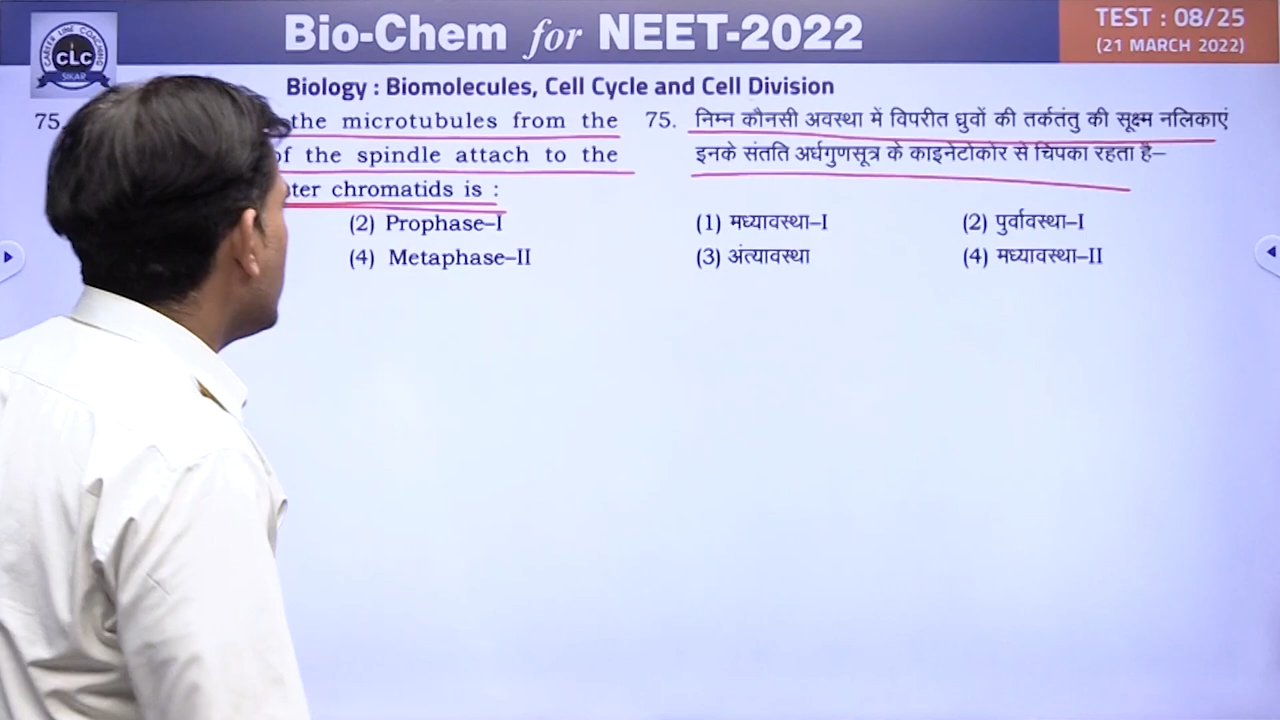 Bio-Chem for NEET-2022
TEST : 08/25
(21 MARCH 2022)
CAREER LINE COACHING
CLC
SIKAR
Biology : Biomolecules, Cell Cycle and Cell Division
75.
the microtubules from the
of the spindle attach to the
chromatids is :
(2) Prophase–I
(4) Metaphase–II
75. निम्न कौनसी अवस्था में विपरीत ध्रुवों की तर्कतंतु की सूक्ष्म नलिकाएं
इनके संतति अर्धगुणसूत्र के काइनेटोकोर से चिपका रहता है–
(1) मध्यावस्था–I (2) पुर्वावस्था–I
(3) अंत्यावस्था (4) मध्यावस्था–II